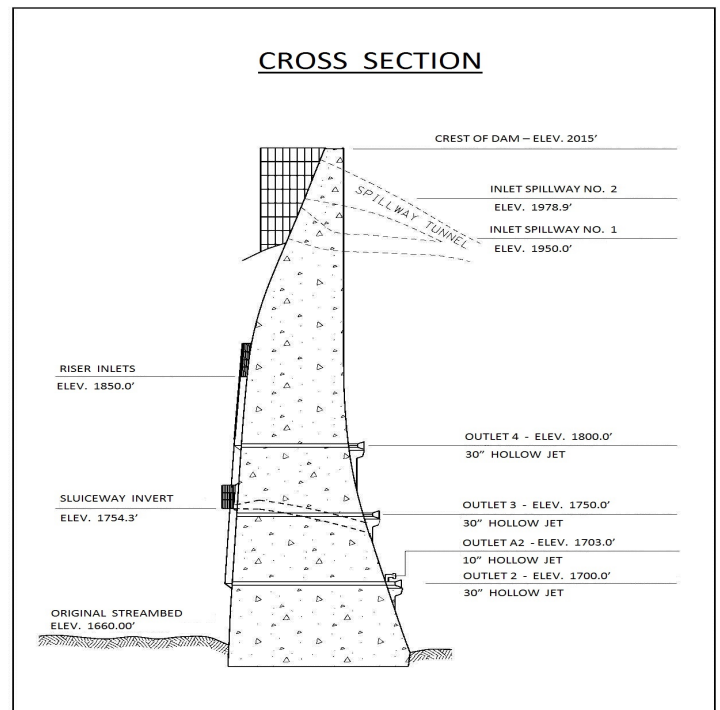 CROSS SECTION
CREST OF DAM – ELEV. 2015'
SPILLWAY TUNNEL
INLET SPILLWAY NO. 2
ELEV. 1978.9'
INLET SPILLWAY NO. 1
ELEV. 1950.0'
RISER INLETS
ELEV. 1850.0'
OUTLET 4 - ELEV. 1800.0'
30" HOLLOW JET
SLUICEWAY INVERT
ELEV. 1754.3'
OUTLET 3 - ELEV. 1750.0'
30" HOLLOW JET
OUTLET A2 - ELEV. 1703.0'
10" HOLLOW JET
OUTLET 2 - ELEV. 1700.0'
30" HOLLOW JET
ORIGINAL STREAMBED
ELEV. 1660.00'